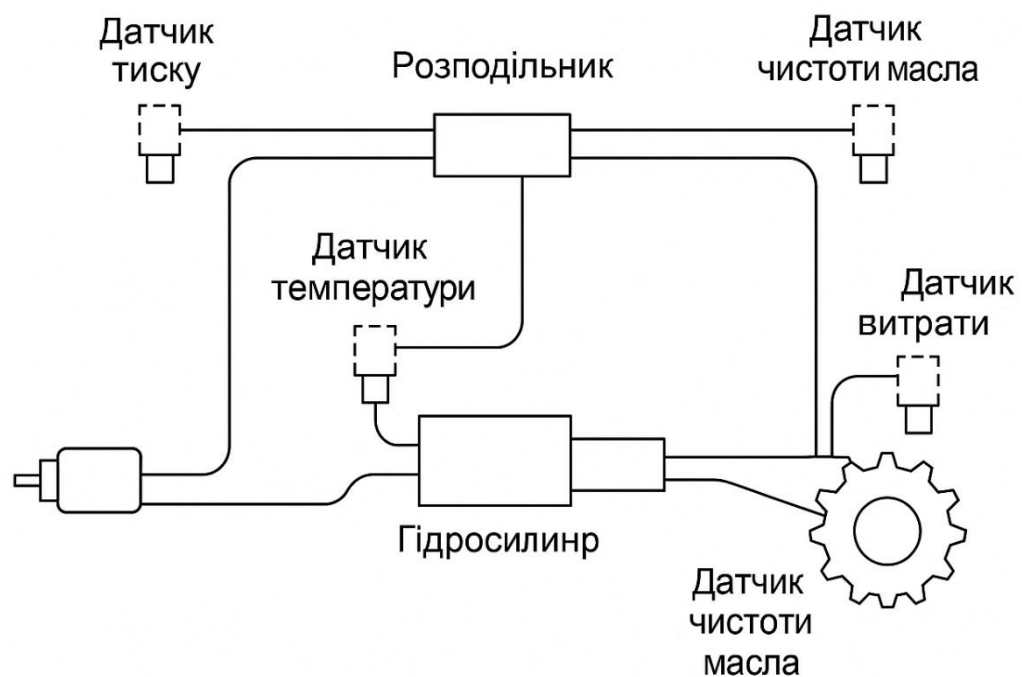 Датчик
тиску
Розподільник
Датчик
чистоти масла
Датчик
температури
Датчик
витрати
Гідросилинр
Датчик
чистоти
масла